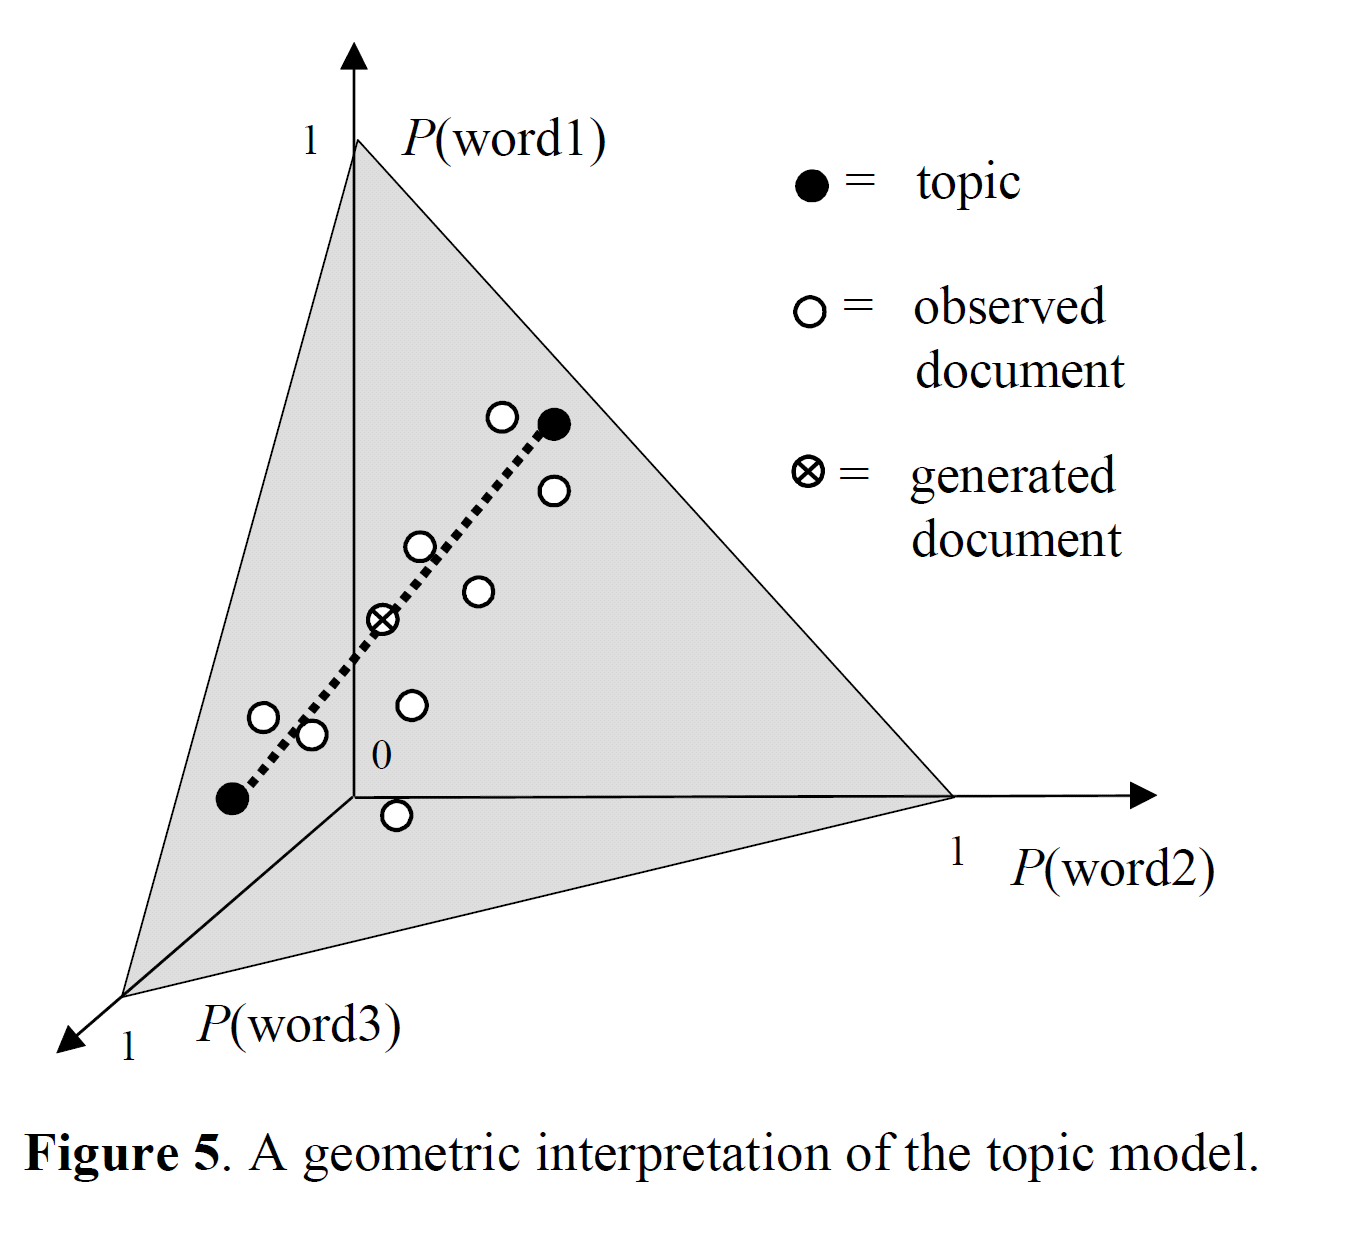 1
P(word1)
= topic
= observed
document
= generated
document
0
1
P(word2)
P(word3)
1
Figure 5. A geometric interpretation of the topic model.